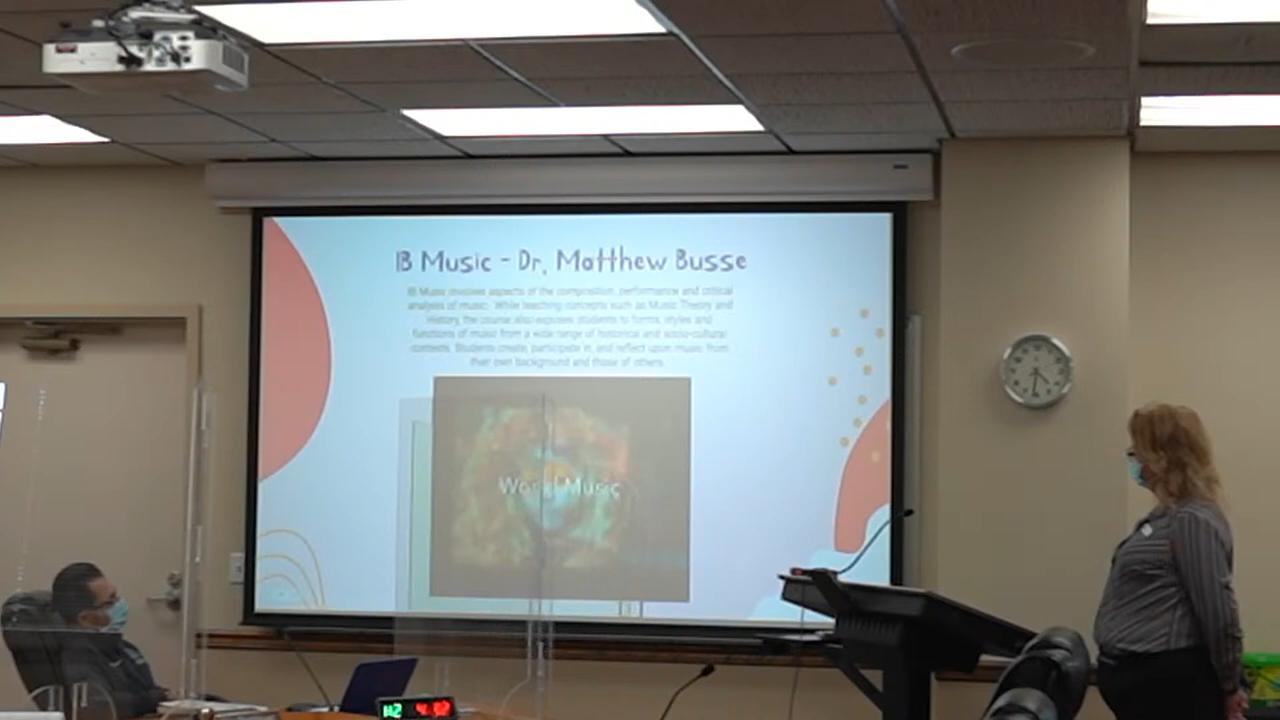 IB Music - Dr. Matthew Busse
IB Music involves aspects of the composition, performance and critical
analysis of music. While teaching concepts such as Music Theory and
History, the course also exposes students to forms, styles and
functions of music from a wide range of historical and socio-cultural
contexts. Students create, participate in, and reflect upon music from
their own background and those of others.
World Music